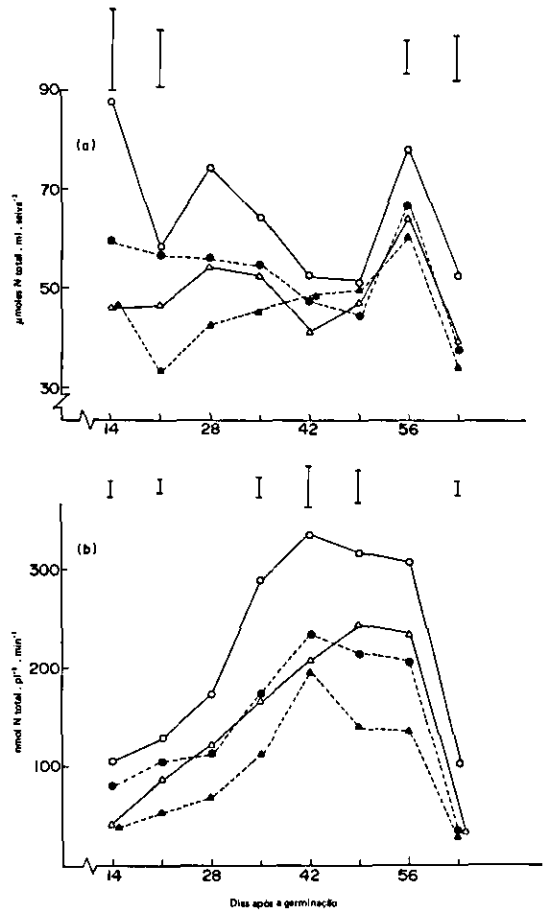 90
(a)
70
50
30
µmoles N total . ml . seiva⁻¹
14 28 42 56
(b)
300
200
100
nmol N total . pl⁻¹ . min⁻¹
14 28 42 56
Dias após a germinação